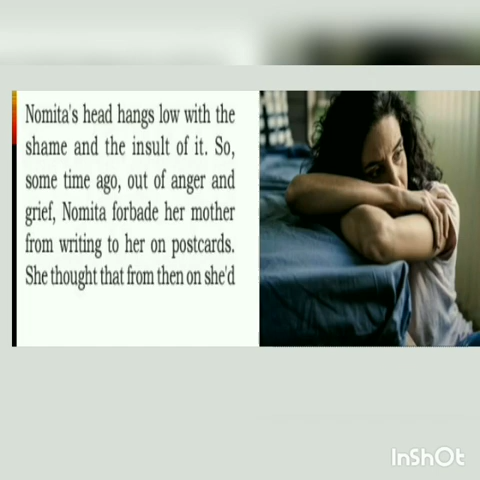 Nomita's head hangs low with the
shame and the insult of it. So,
some time ago, out of anger and
grief, Nomita forbade her mother
from writing to her on postcards.
She thought that from then on she'd
InShOt